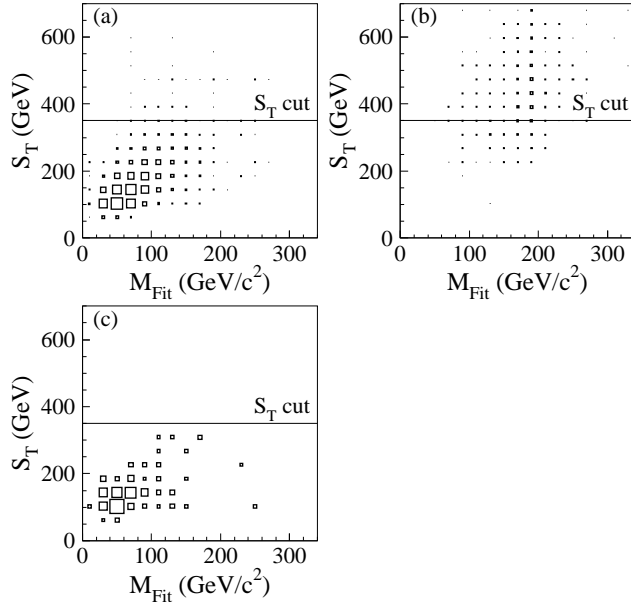 (a)
S_T (GeV)
600
400
200
0
S_T cut
0 100 200 300
M_Fit (GeV/c^2)
(b)
S_T (GeV)
600
400
200
0
S_T cut
0 100 200 300
M_Fit (GeV/c^2)
(c)
S_T (GeV)
600
400
200
0
S_T cut
0 100 200 300
M_Fit (GeV/c^2)